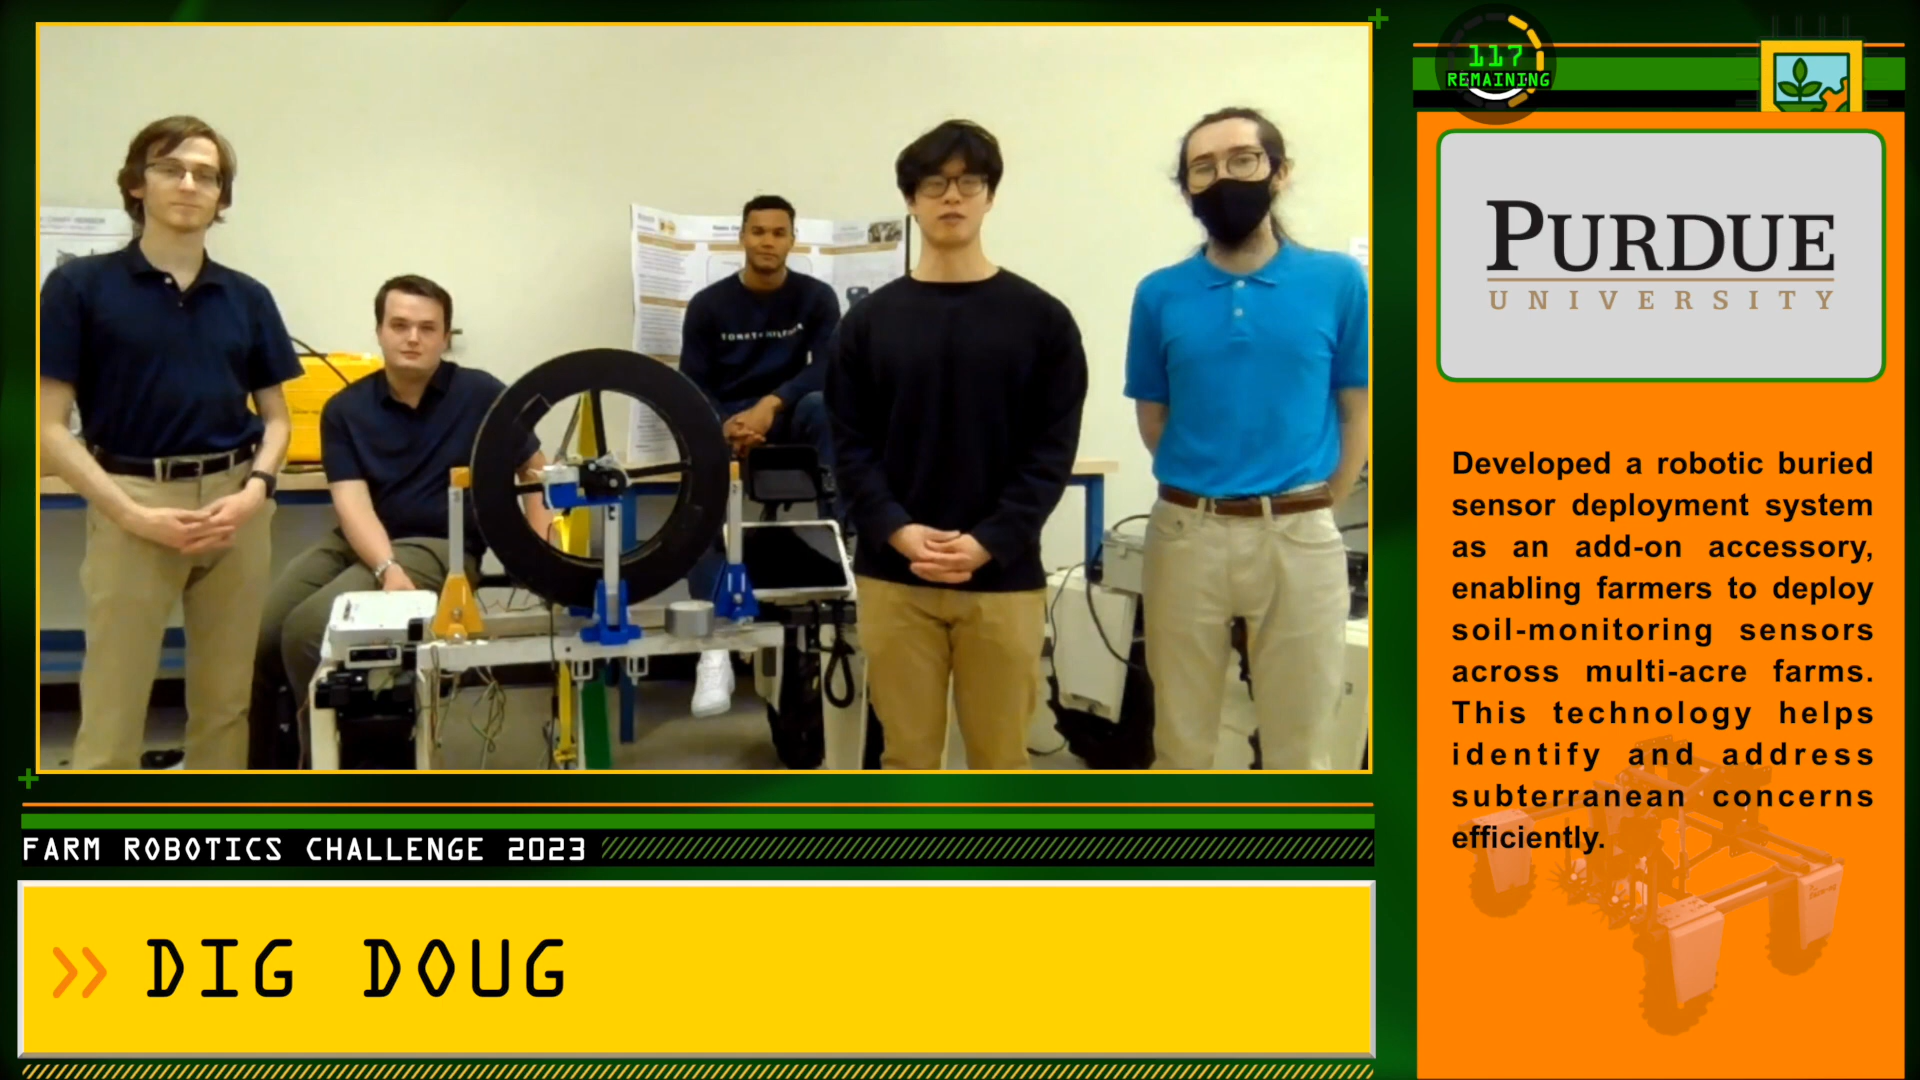 117
REMAINING
PURDUE
UNIVERSITY
Developed a robotic buried
sensor deployment system
as an add-on accessory,
enabling farmers to deploy
soil-monitoring sensors
across multi-acre farms.
This technology helps
identify and address
subterranean concerns
efficiently.
FARM ROBOTICS CHALLENGE 2023
DIG DOUG